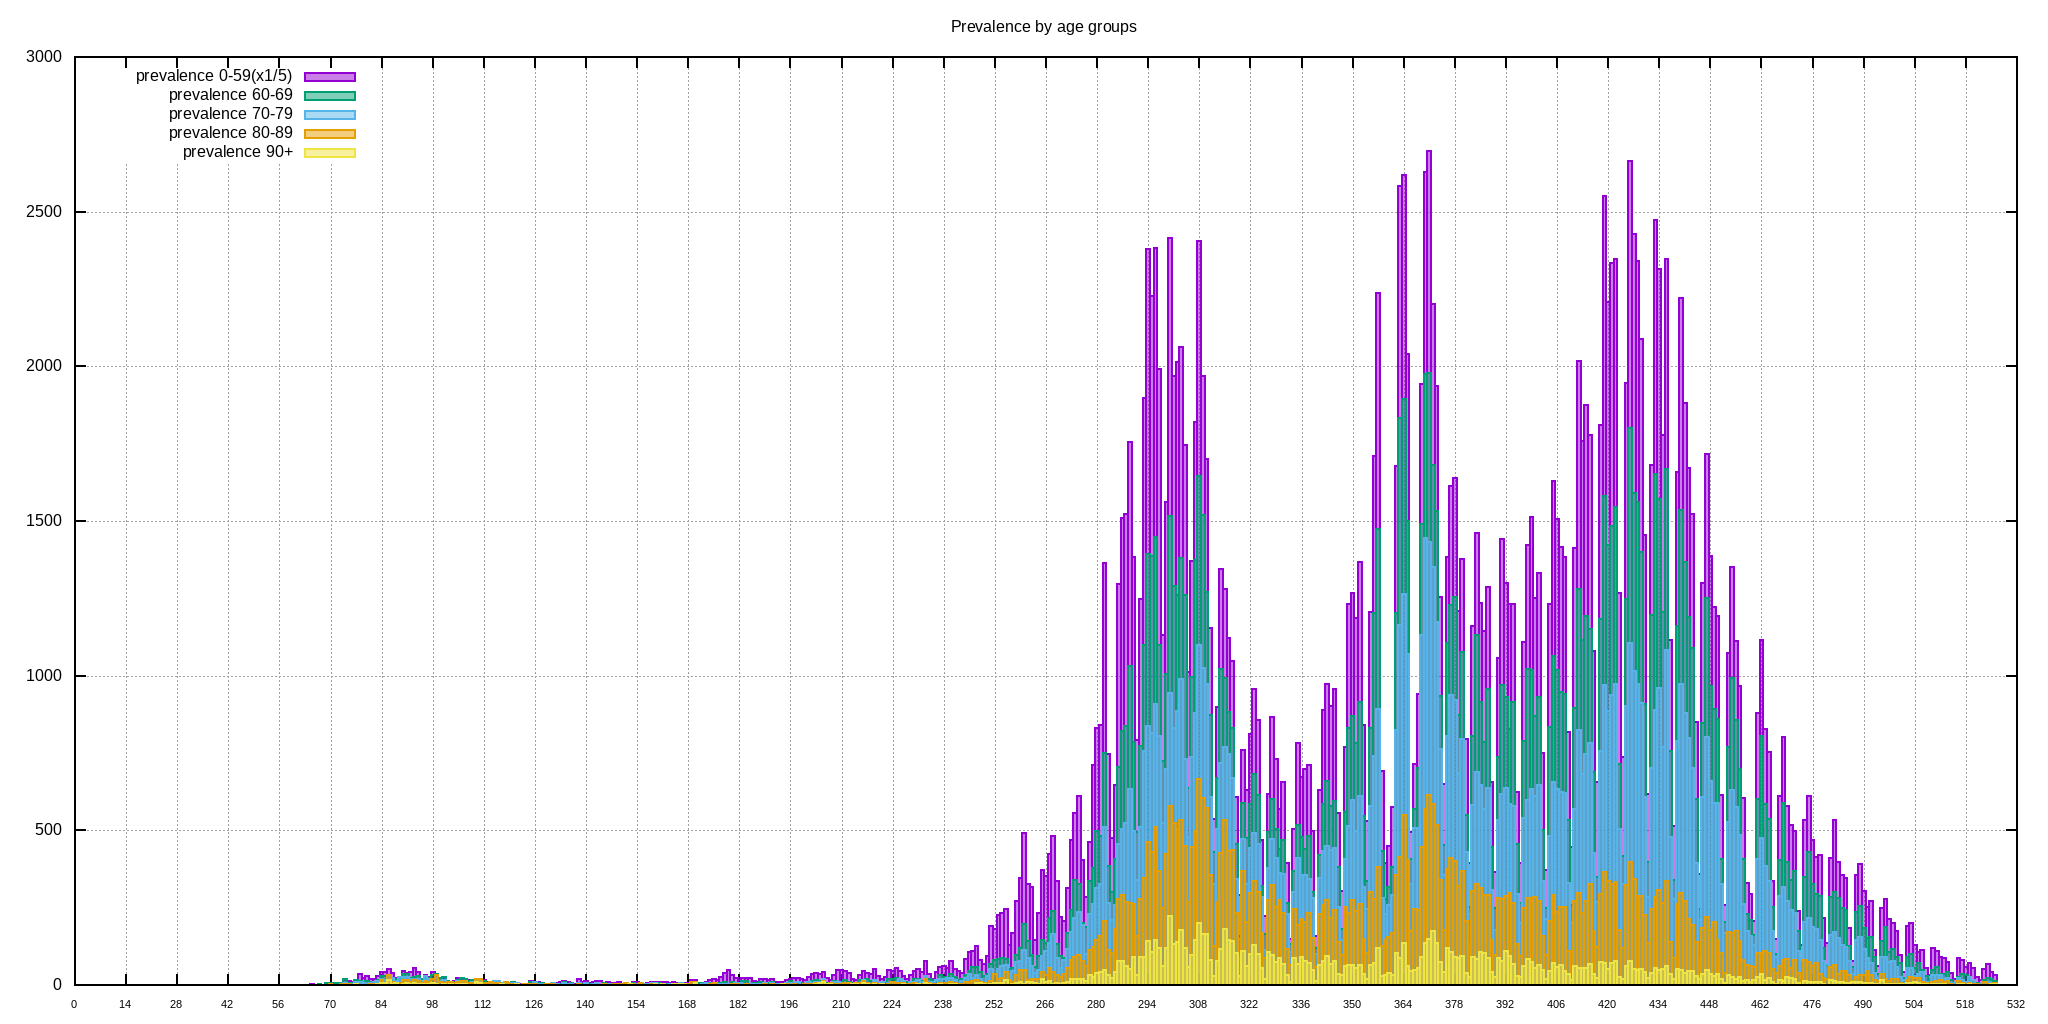 Prevalence by age groups
3000
prevalence 0-59(x1/5)
prevalence 60-69
prevalence 70-79
prevalence 80-89
prevalence 90+
2500
2000
1500
1000
500
0
0 14 28 42 56 70 84 98 112 126 140 154 168 182 196 210 224 238 252 266 280 294 308 322 336 350 364 378 392 406 420 434 448 462 476 490 504 518 532